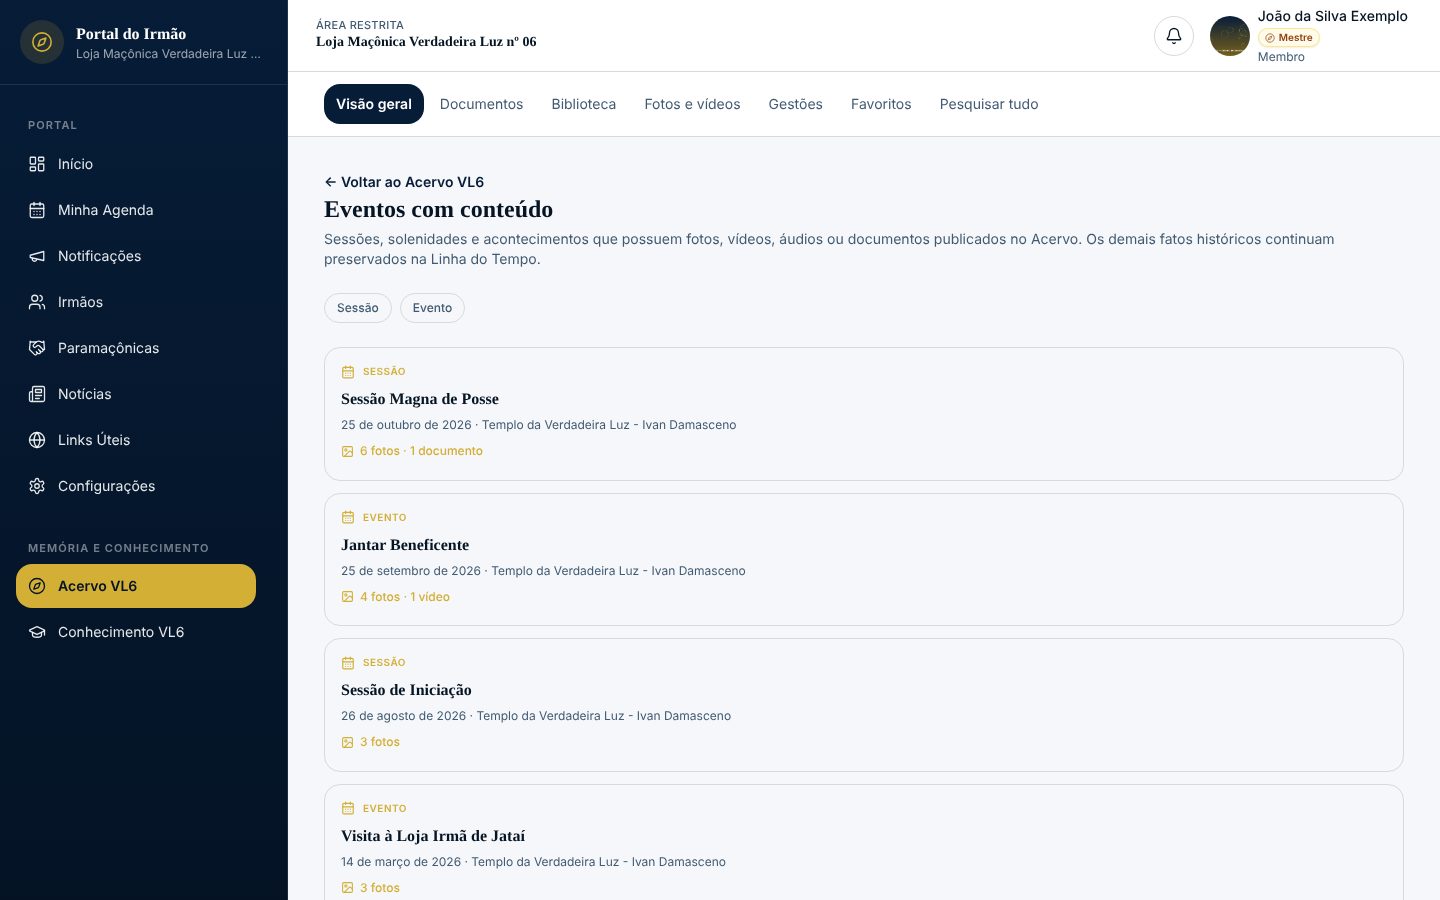 Portal do Irmão
Loja Maçônica Verdadeira Luz ...
PORTAL
Início
Minha Agenda
Notificações
Irmãos
Paramaçônicas
Notícias
Links Úteis
Configurações
MEMÓRIA E CONHECIMENTO
Acervo VL6
Conhecimento VL6
ÁREA RESTRITA
Loja Maçônica Verdadeira Luz nº 06
João da Silva Exemplo
Mestre
Membro
Visão geral
Documentos
Biblioteca
Fotos e vídeos
Gestões
Favoritos
Pesquisar tudo
← Voltar ao Acervo VL6
Eventos com conteúdo
Sessões, solenidades e acontecimentos que possuem fotos, vídeos, áudios ou documentos publicados no Acervo. Os demais fatos históricos continuam
preservados na Linha do Tempo.
Sessão
Evento
SESSÃO
Sessão Magna de Posse
25 de outubro de 2026 · Templo da Verdadeira Luz - Ivan Damasceno
6 fotos · 1 documento
EVENTO
Jantar Beneficente
25 de setembro de 2026 · Templo da Verdadeira Luz - Ivan Damasceno
4 fotos · 1 vídeo
SESSÃO
Sessão de Iniciação
26 de agosto de 2026 · Templo da Verdadeira Luz - Ivan Damasceno
3 fotos
EVENTO
Visita à Loja Irmã de Jataí
14 de março de 2026 · Templo da Verdadeira Luz - Ivan Damasceno
3 fotos